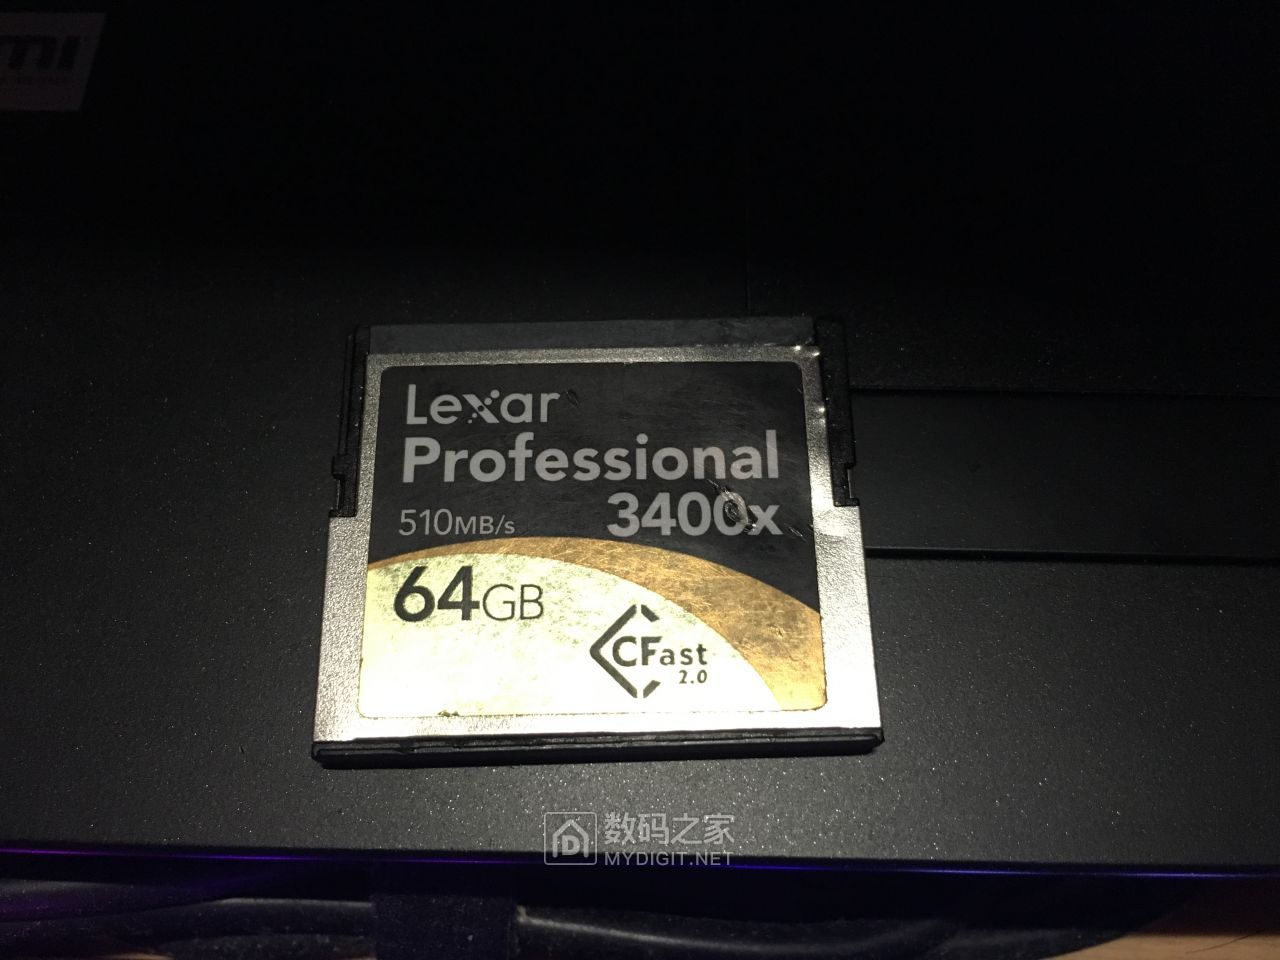 Lexar
Professional
3400x
510MB/s
64GB
CFast
2.0
数码之家
MYDIGIT.NET